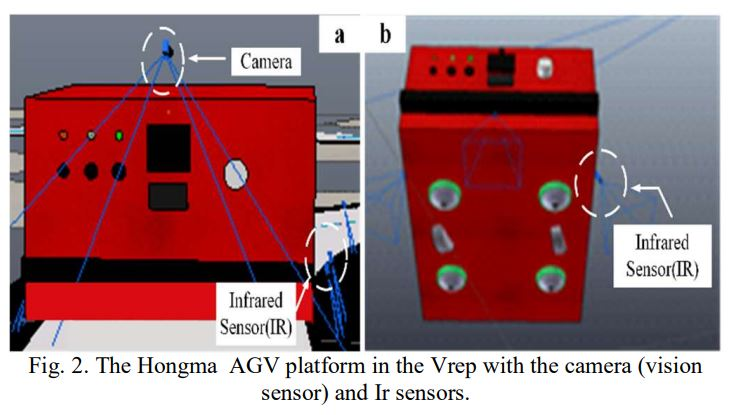 a
b
Camera
Infrared
Sensor(IR)
Infrared
Sensor(IR)
Fig. 2. The Hongma AGV platform in the Vrep with the camera (vision
sensor) and Ir sensors.